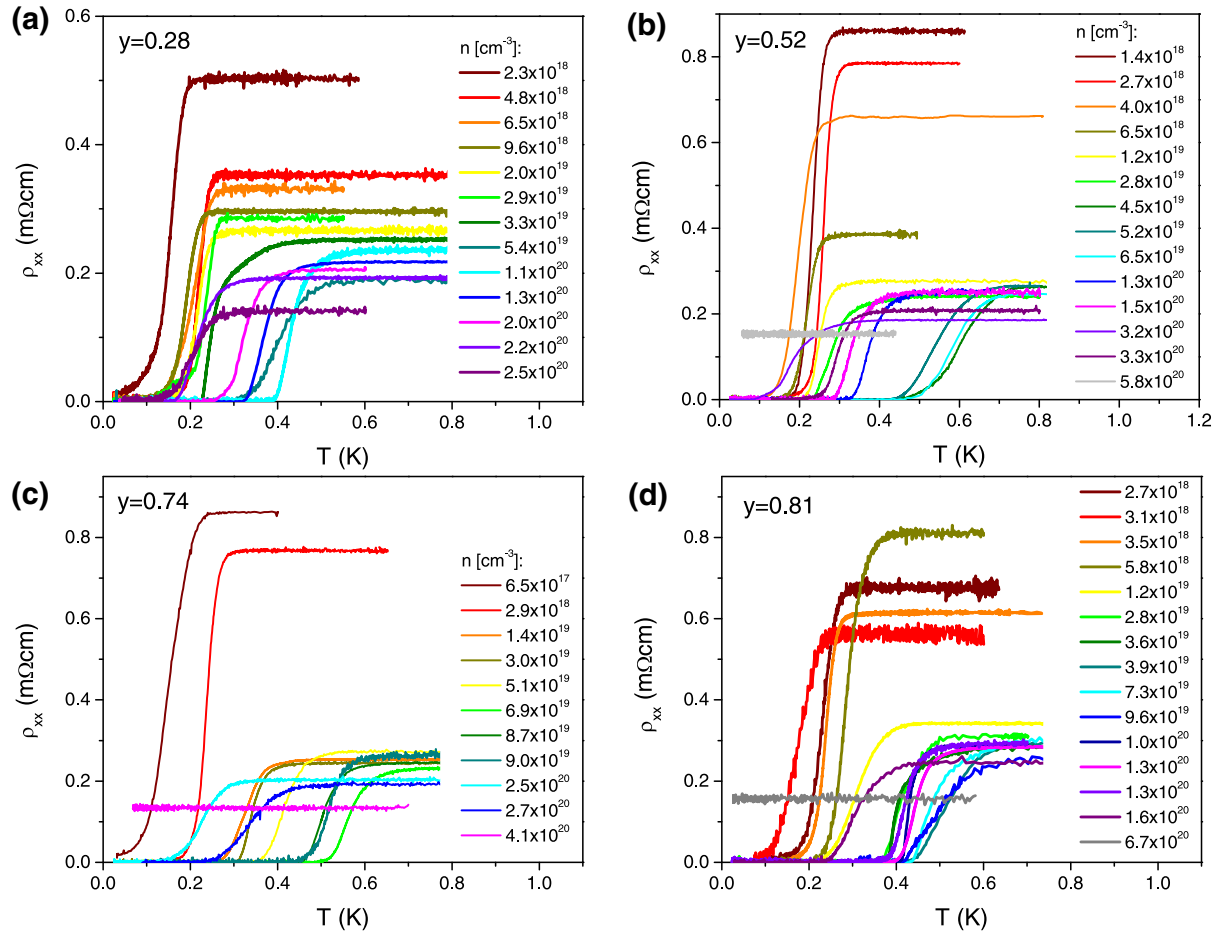 (a)
y=0.28
n [cm⁻³]:
2.3x10¹⁸
4.8x10¹⁸
6.5x10¹⁸
9.6x10¹⁸
2.0x10¹⁹
2.9x10¹⁹
3.3x10¹⁹
5.4x10¹⁹
1.1x10²⁰
1.3x10²⁰
2.0x10²⁰
2.2x10²⁰
2.5x10²⁰
0.6
0.4
0.2
0.0
ρxx (mΩcm)
0.0 0.2 0.4 0.6 0.8 1.0
T (K)
(b)
y=0.52
n [cm⁻³]:
1.4x10¹⁸
2.7x10¹⁸
4.0x10¹⁸
6.5x10¹⁸
1.2x10¹⁹
2.8x10¹⁹
4.5x10¹⁹
5.2x10¹⁹
6.5x10¹⁹
1.3x10²⁰
1.5x10²⁰
3.2x10²⁰
3.3x10²⁰
5.8x10²⁰
0.8
0.6
0.4
0.2
0.0
ρxx (mΩcm)
0.0 0.2 0.4 0.6 0.8 1.0 1.2
T (K)
(c)
y=0.74
n [cm⁻³]:
6.5x10¹⁷
2.9x10¹⁸
1.4x10¹⁹
3.0x10¹⁹
5.1x10¹⁹
6.9x10¹⁹
8.7x10¹⁹
9.0x10¹⁹
2.5x10²⁰
2.7x10²⁰
4.1x10²⁰
0.8
0.6
0.4
0.2
0.0
ρxx (mΩcm)
0.0 0.2 0.4 0.6 0.8 1.0
T (K)
(d)
y=0.81
2.7x10¹⁸
3.1x10¹⁸
3.5x10¹⁸
5.8x10¹⁸
1.2x10¹⁹
2.8x10¹⁹
3.6x10¹⁹
3.9x10¹⁹
7.3x10¹⁹
9.6x10¹⁹
1.0x10²⁰
1.3x10²⁰
1.3x10²⁰
1.6x10²⁰
6.7x10²⁰
0.8
0.6
0.4
0.2
0.0
ρxx (mΩcm)
0.0 0.2 0.4 0.6 0.8 1.0
T (K)